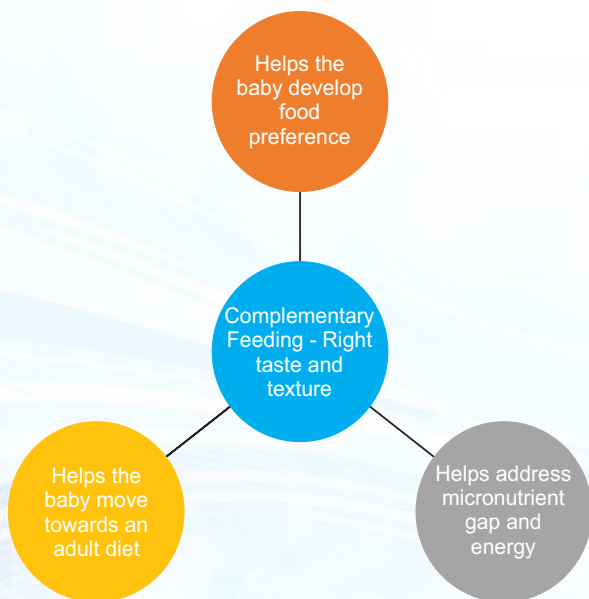 Helps the
baby develop
food
preference
Complementary
Feeding - Right
taste and
texture
Helps the
baby move
towards an
adult diet
Helps address
micronutrient
gap and
energy